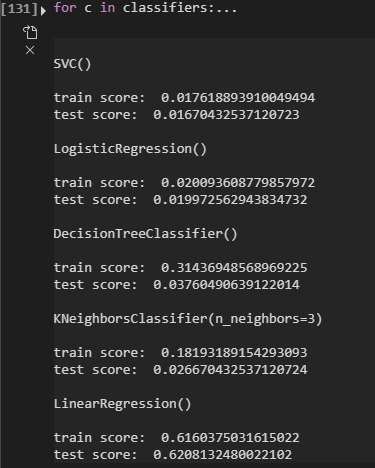 [131] for c in classifiers:...
SVC()
train score:  0.017618893910049494
test score:  0.01670432537120723
LogisticRegression()
train score:  0.020093608779857972
test score:  0.019972562943834732
DecisionTreeClassifier()
train score:  0.31436948568969225
test score:  0.03760490639122014
KNeighborsClassifier(n_neighbors=3)
train score:  0.18193189154293093
test score:  0.026670432537120724
LinearRegression()
train score:  0.6160375031615022
test score:  0.6208132480022102